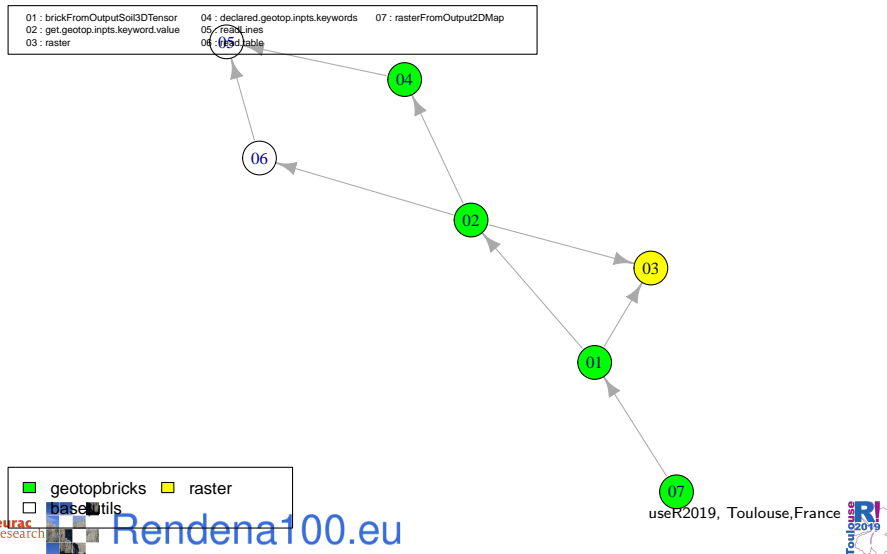 01 : brickFromOutputSoil3DTensor 04 : declared.geotop.inpts.keywords 07 : rasterFromOutput2DMap
02 : get.geotop.inpts.keyword.value 05 : readLines
03 : raster 06 : read.table
05
04
06
02
03
01
07
geotopbricks raster
base,utils
eurac
research
Rendena100.eu
useR2019, Toulouse,France
Toulouse
R!
2019